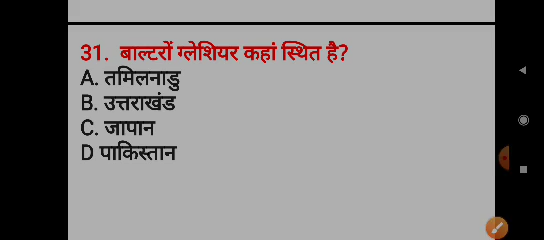 31. बाल्टरों ग्लेशियर कहां स्थित है?
A. तमिलनाडु
B. उत्तराखंड
C. जापान
D पाकिस्तान